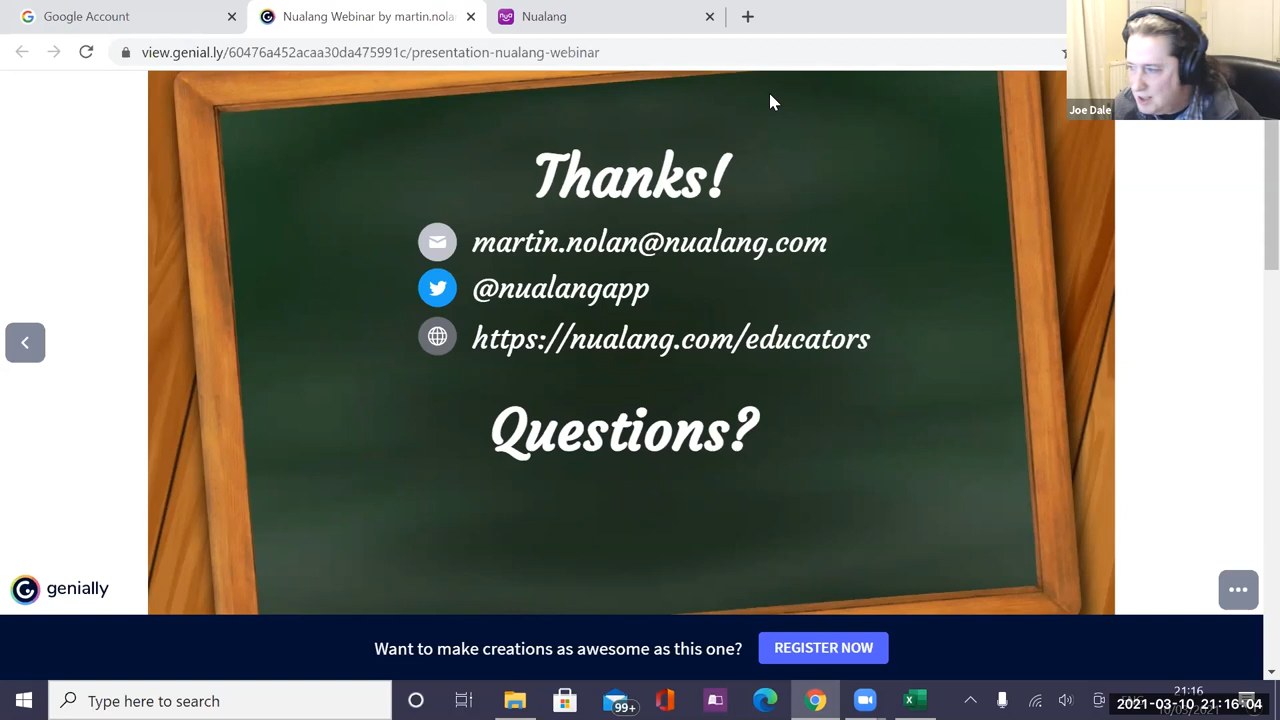 Google Account
Nualang Webinar by martin.nola
nua
Nualang
view.genial.ly/60476a452acaa30da475991c/presentation-nualang-webinar
Joe Dale
Thanks!
martin.nolan@nualang.com
@nualangapp
https://nualang.com/educators
Questions?
genially
Want to make creations as awesome as this one?
REGISTER NOW
Type here to search
99+
21:16
2021-03-10 21:16:04